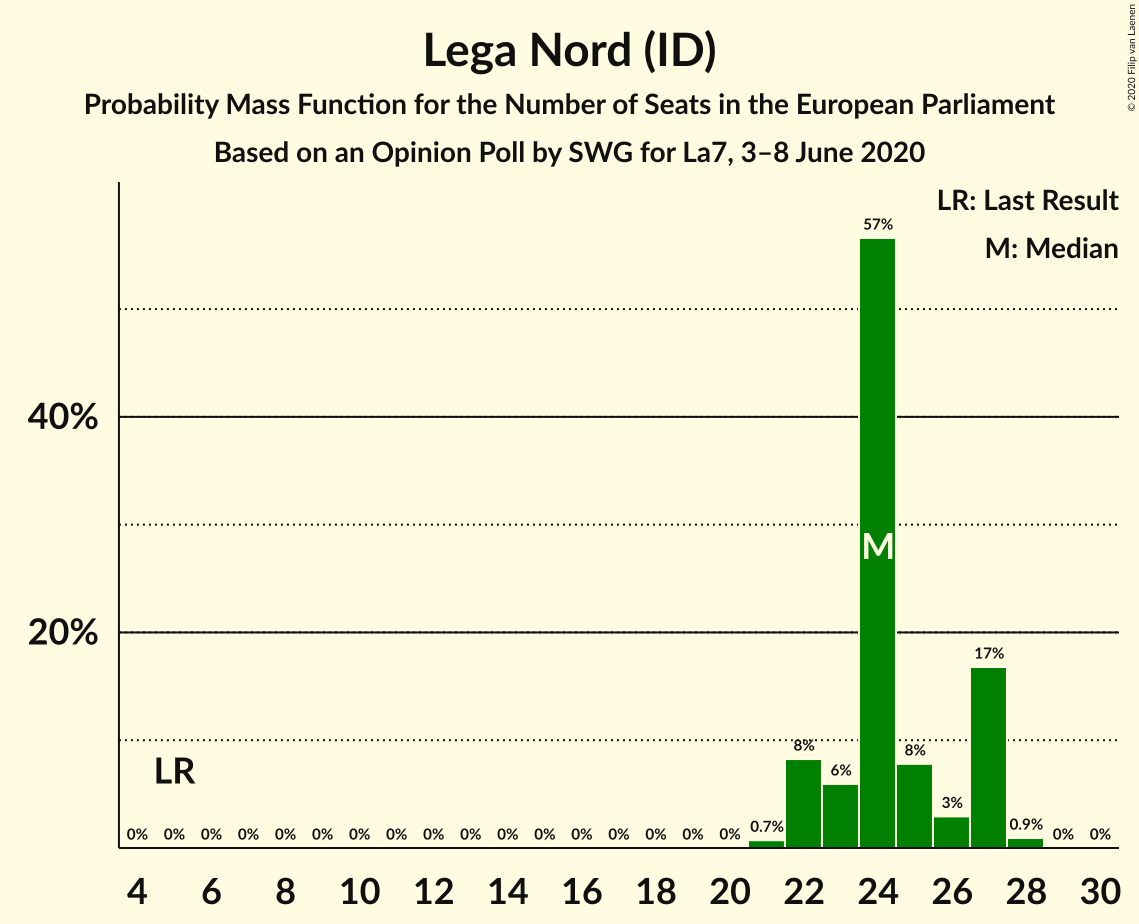 Lega Nord (ID)
Probability Mass Function for the Number of Seats in the European Parliament
Based on an Opinion Poll by SWG for La7, 3–8 June 2020
© 2020 Filip van Laenen
LR: Last Result
M: Median
57%
40%
M
20%
17%
LR
8%
6%
8%
3%
0% 0% 0% 0% 0% 0% 0% 0% 0% 0% 0% 0% 0% 0% 0% 0% 0% 0.7% 0.9% 0% 0%
4 6 8 10 12 14 16 18 20 22 24 26 28 30